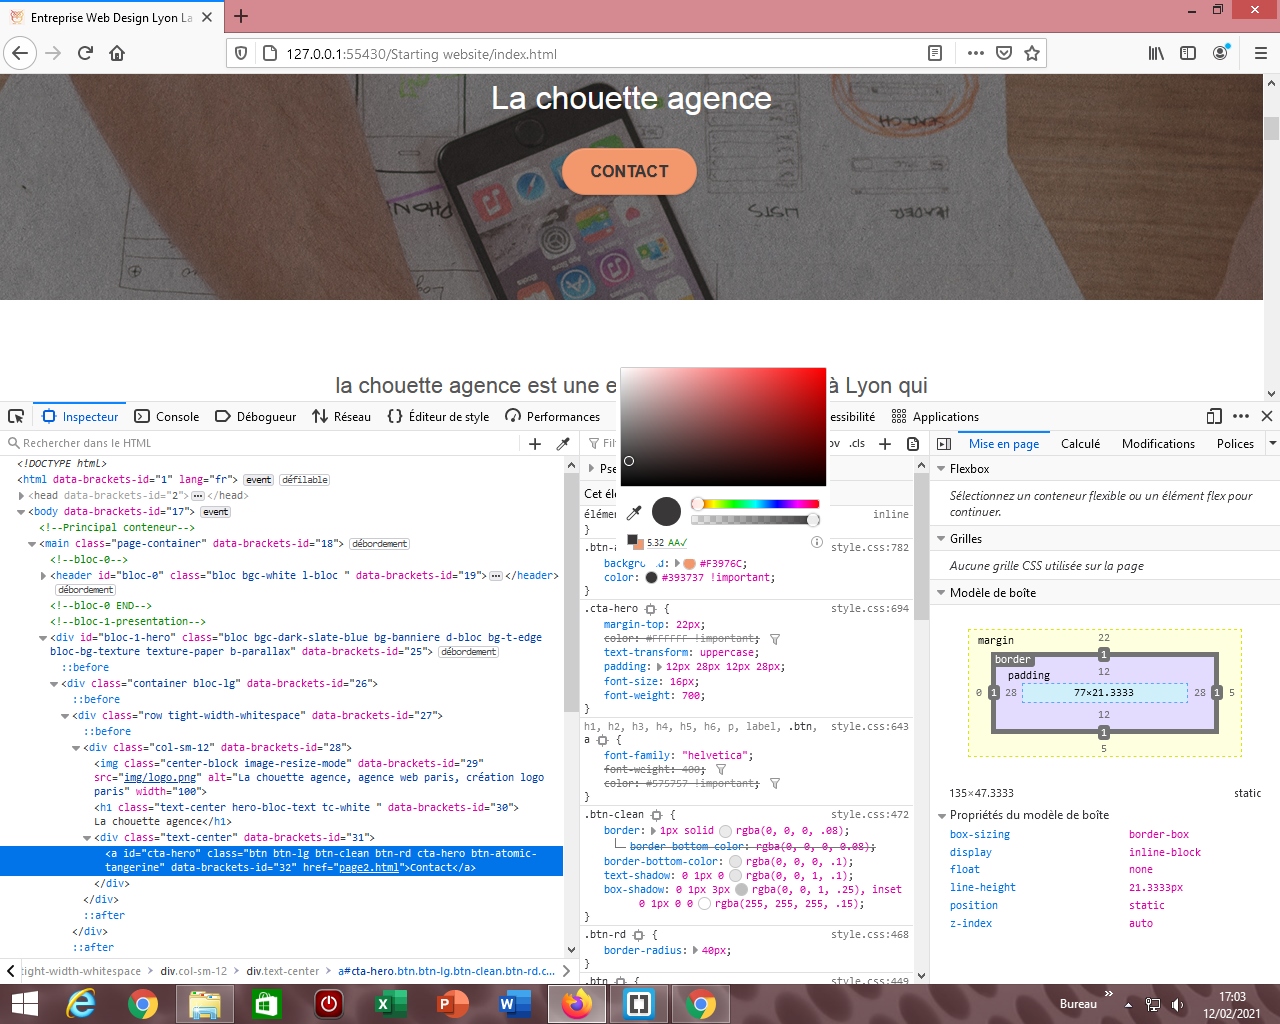 Entreprise Web Design Lyon La
127.0.0.1:55430/Starting website/index.html
La chouette agence
CONTACT
PHON
SEARCH
LISTS
HEADER
la chouette agence est une e
à Lyon qui
Inspecteur
Console
Débogueur
Réseau
Éditeur de style
Performances
essibilité
Applications
Rechercher dans le HTML
Filt
ov .cls
Mise en page
Calculé
Modifications
Polices
<!DOCTYPE html>
<html data-brackets-id="1" lang="fr"> event défilable
<head data-brackets-id="2"> </head>
<body data-brackets-id="17"> event
<!--Principal conteneur-->
<main class="page-container" data-brackets-id="18"> débordement
<!--bloc-0-->
<header id="bloc-0" class="bloc bgc-white l-bloc " data-brackets-id="19"> </header>
débordement
<!--bloc-0 END-->
<!--bloc-1-presentation-->
<div id="bloc-1-hero" class="bloc bgc-dark-slate-blue bg-banniere d-bloc bg-t-edge
bloc-bg-texture texture-paper b-parallax" data-brackets-id="25"> débordement
::before
<div class="container bloc-lg" data-brackets-id="26">
::before
<div class="row tight-width-whitespace" data-brackets-id="27">
::before
<div class="col-sm-12" data-brackets-id="28">
<img class="center-block image-resize-mode" data-brackets-id="29"
src="img/logo.png" alt="La chouette agence, agence web paris, création logo
paris" width="100">
<h1 class="text-center hero-bloc-text tc-white " data-brackets-id="30">
La chouette agence</h1>
<div class="text-center" data-brackets-id="31">
<a id="cta-hero" class="btn btn-lg btn-clean btn-rd cta-hero btn-atomic-
tangerine" data-brackets-id="32" href="page2.html">Contact</a>
</div>
</div>
::after
</div>
::after
tight-width-whitespace
div.col-sm-12
div.text-center
a#cta-hero.btn.btn-lg.btn-clean.btn-rd.c...
Pse
Cet élé
élémen
inline
}
5.32 AA✓
.btn-a
style.css:782
backgro nd: #F3976C;
color: #393737 !important;
}
.cta-hero {
style.css:694
margin-top: 22px;
color: #FFFFFF !important;
text-transform: uppercase;
padding: 12px 28px 12px 28px;
font-size: 16px;
font-weight: 700;
}
h1, h2, h3, h4, h5, h6, p, label, .btn,
style.css:643
a {
font-family: "helvetica";
font-weight: 400;
color: #575757 !important;
}
.btn-clean {
style.css:472
border: 1px solid rgba(0, 0, 0, .08);
border-bottom-color: rgba(0, 0, 0, 0.08);
border-bottom-color: rgba(0, 0, 0, .1);
text-shadow: 0 1px 0 rgba(0, 0, 1, .1);
box-shadow: 0 1px 3px rgba(0, 0, 1, .25), inset
0 1px 0 0 rgba(255, 255, 255, .15);
}
.btn-rd {
style.css:468
border-radius: 40px;
}
.btn {
style.css:449
Flexbox
Sélectionnez un conteneur flexible ou un élément flex pour
continuer.
Grilles
Aucune grille CSS utilisée sur la page
Modèle de boîte
margin
22
border
1
padding
12
0 1 28 77×21.3333 28 1 5
12
1
5
135×47.3333
static
Propriétés du modèle de boîte
box-sizing border-box
display inline-block
float none
line-height 21.3333px
position static
z-index auto
Bureau
17:03
12/02/2021